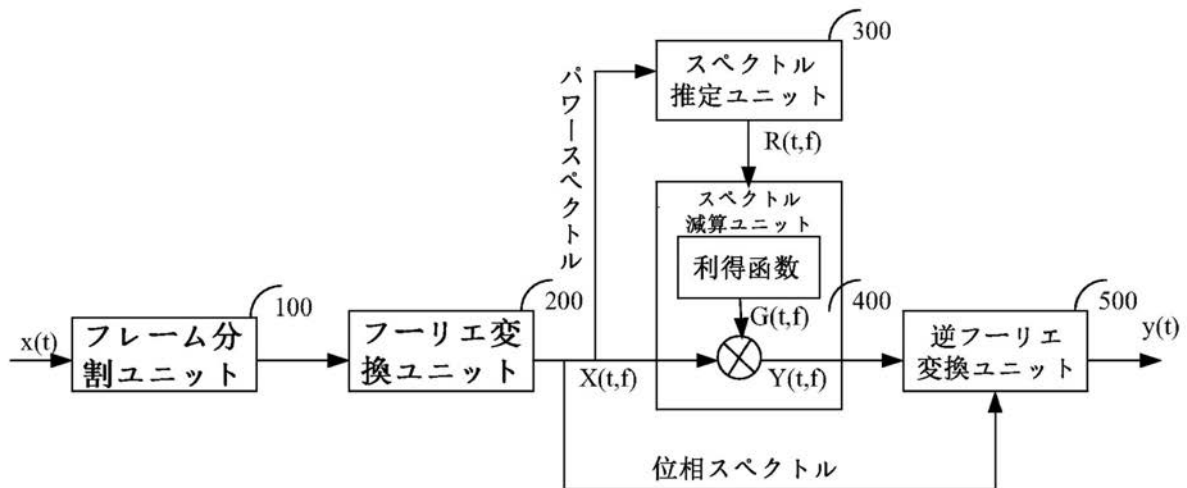 300
スペクトル
推定ユニット
パワースペクトル
R(t,f)
スペクトル
減算ユニット
利得函数
100
200
400
500
G(t,f)
x(t)
フレーム分
割ユニット
フーリエ変
換ユニット
X(t,f)
Y(t,f)
逆フーリエ
変換ユニット
y(t)
位相スペクトル